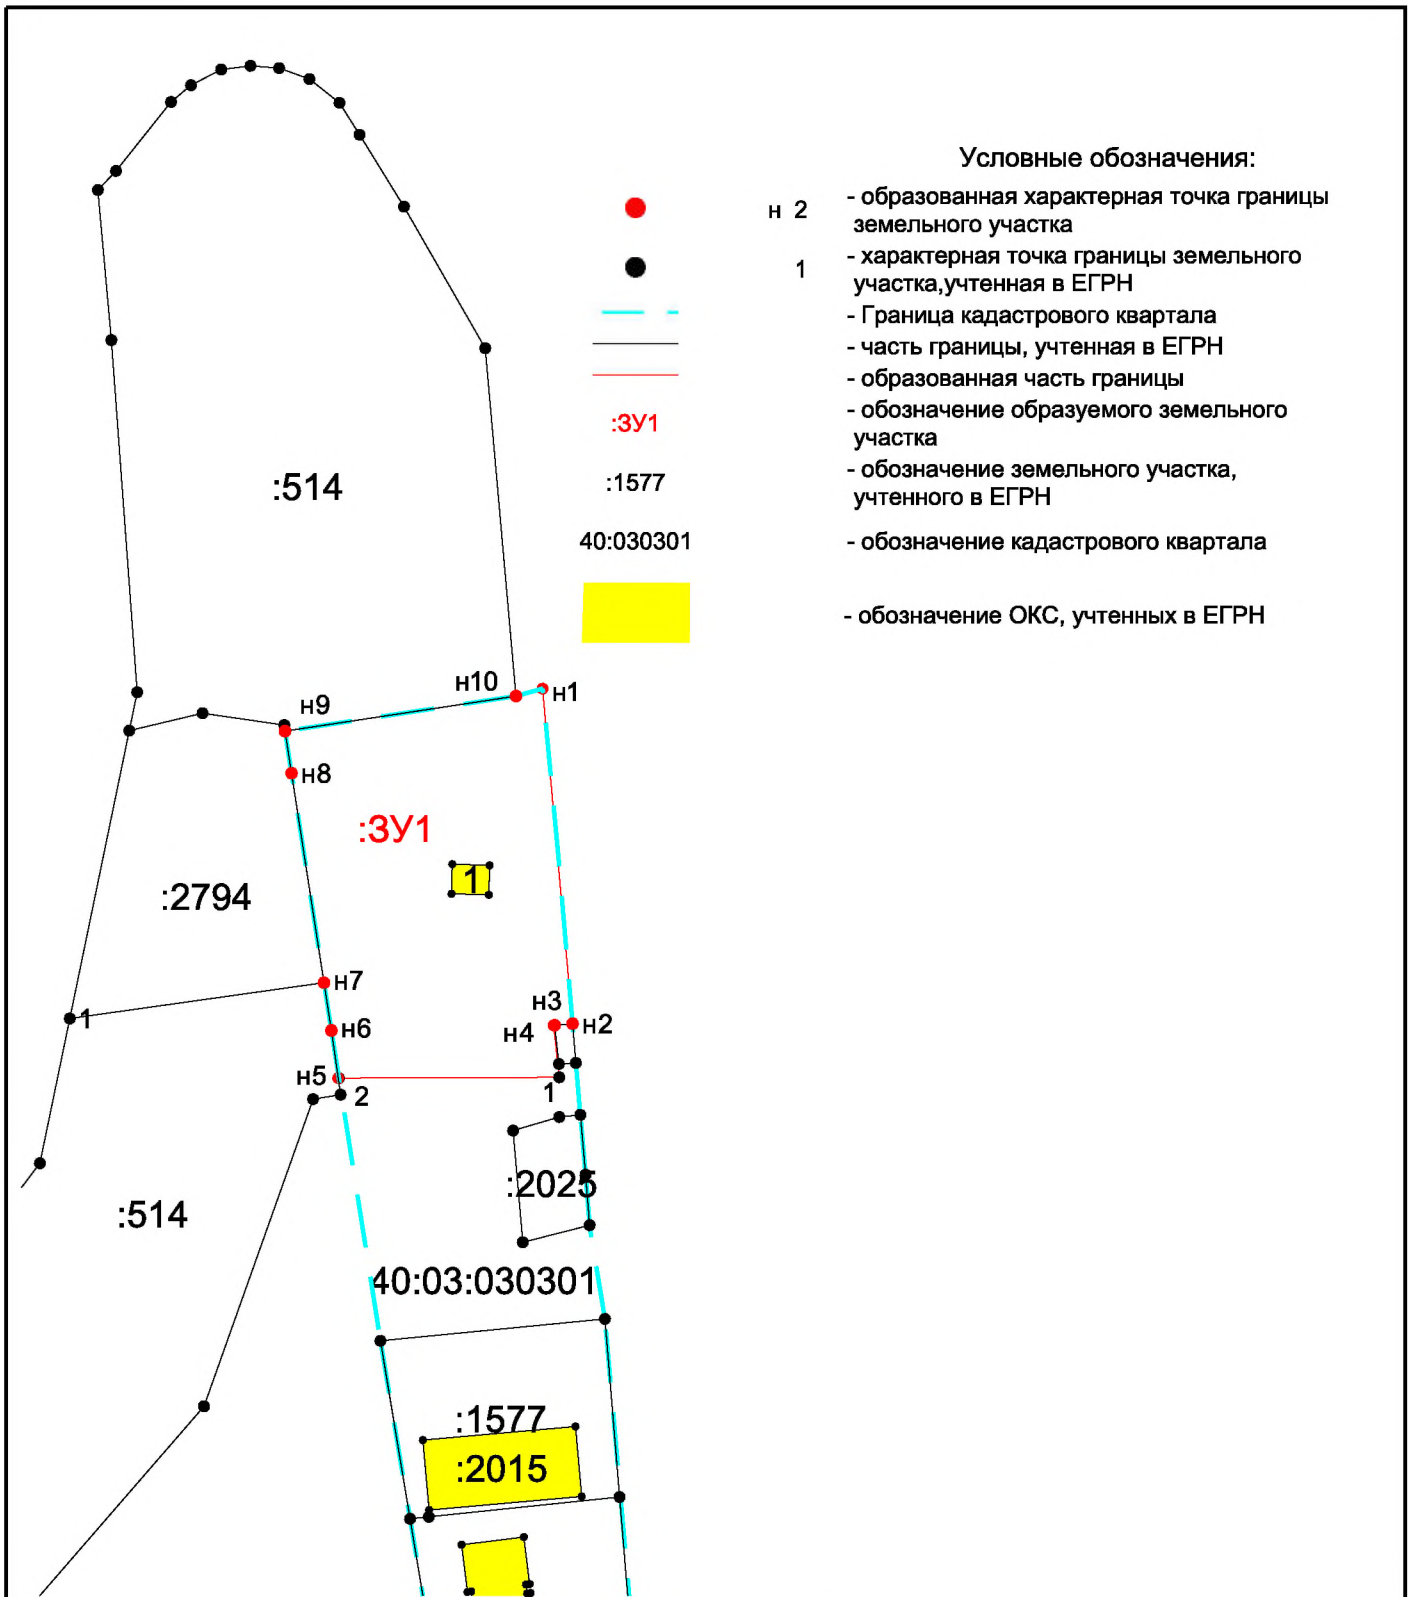 Условные обозначения:
н 2
- образованная характерная точка границы
земельного участка
1
- характерная точка границы земельного
участка,учтенная в ЕГРН
- Граница кадастрового квартала
- часть границы, учтенная в ЕГРН
- образованная часть границы
:ЗУ1
- обозначение образуемого земельного
участка
:1577
- обозначение земельного участка,
учтенного в ЕГРН
40:030301
- обозначение кадастрового квартала
- обозначение ОКС, учтенных в ЕГРН
:514
н10
н1
н9
н8
:ЗУ1
1
:2794
н7
н3
1
н6
н4
н2
н5
2
1
:2025
:514
40:03:030301
:1577
:2015